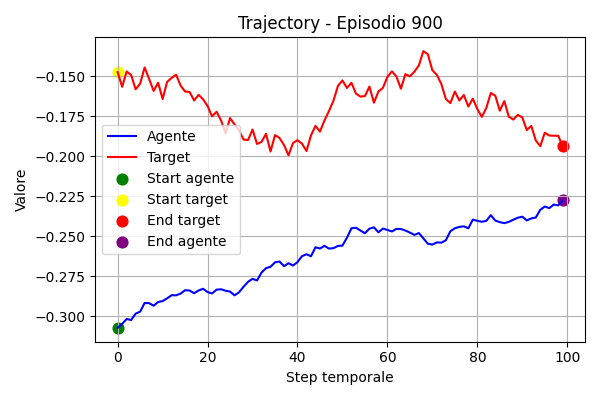 Trajectory - Episodio 900
Valore
−0.150
−0.175
−0.200
−0.225
−0.250
−0.275
−0.300
Agente
Target
Start agente
Start target
End target
End agente
0 20 40 60 80 100
Step temporale